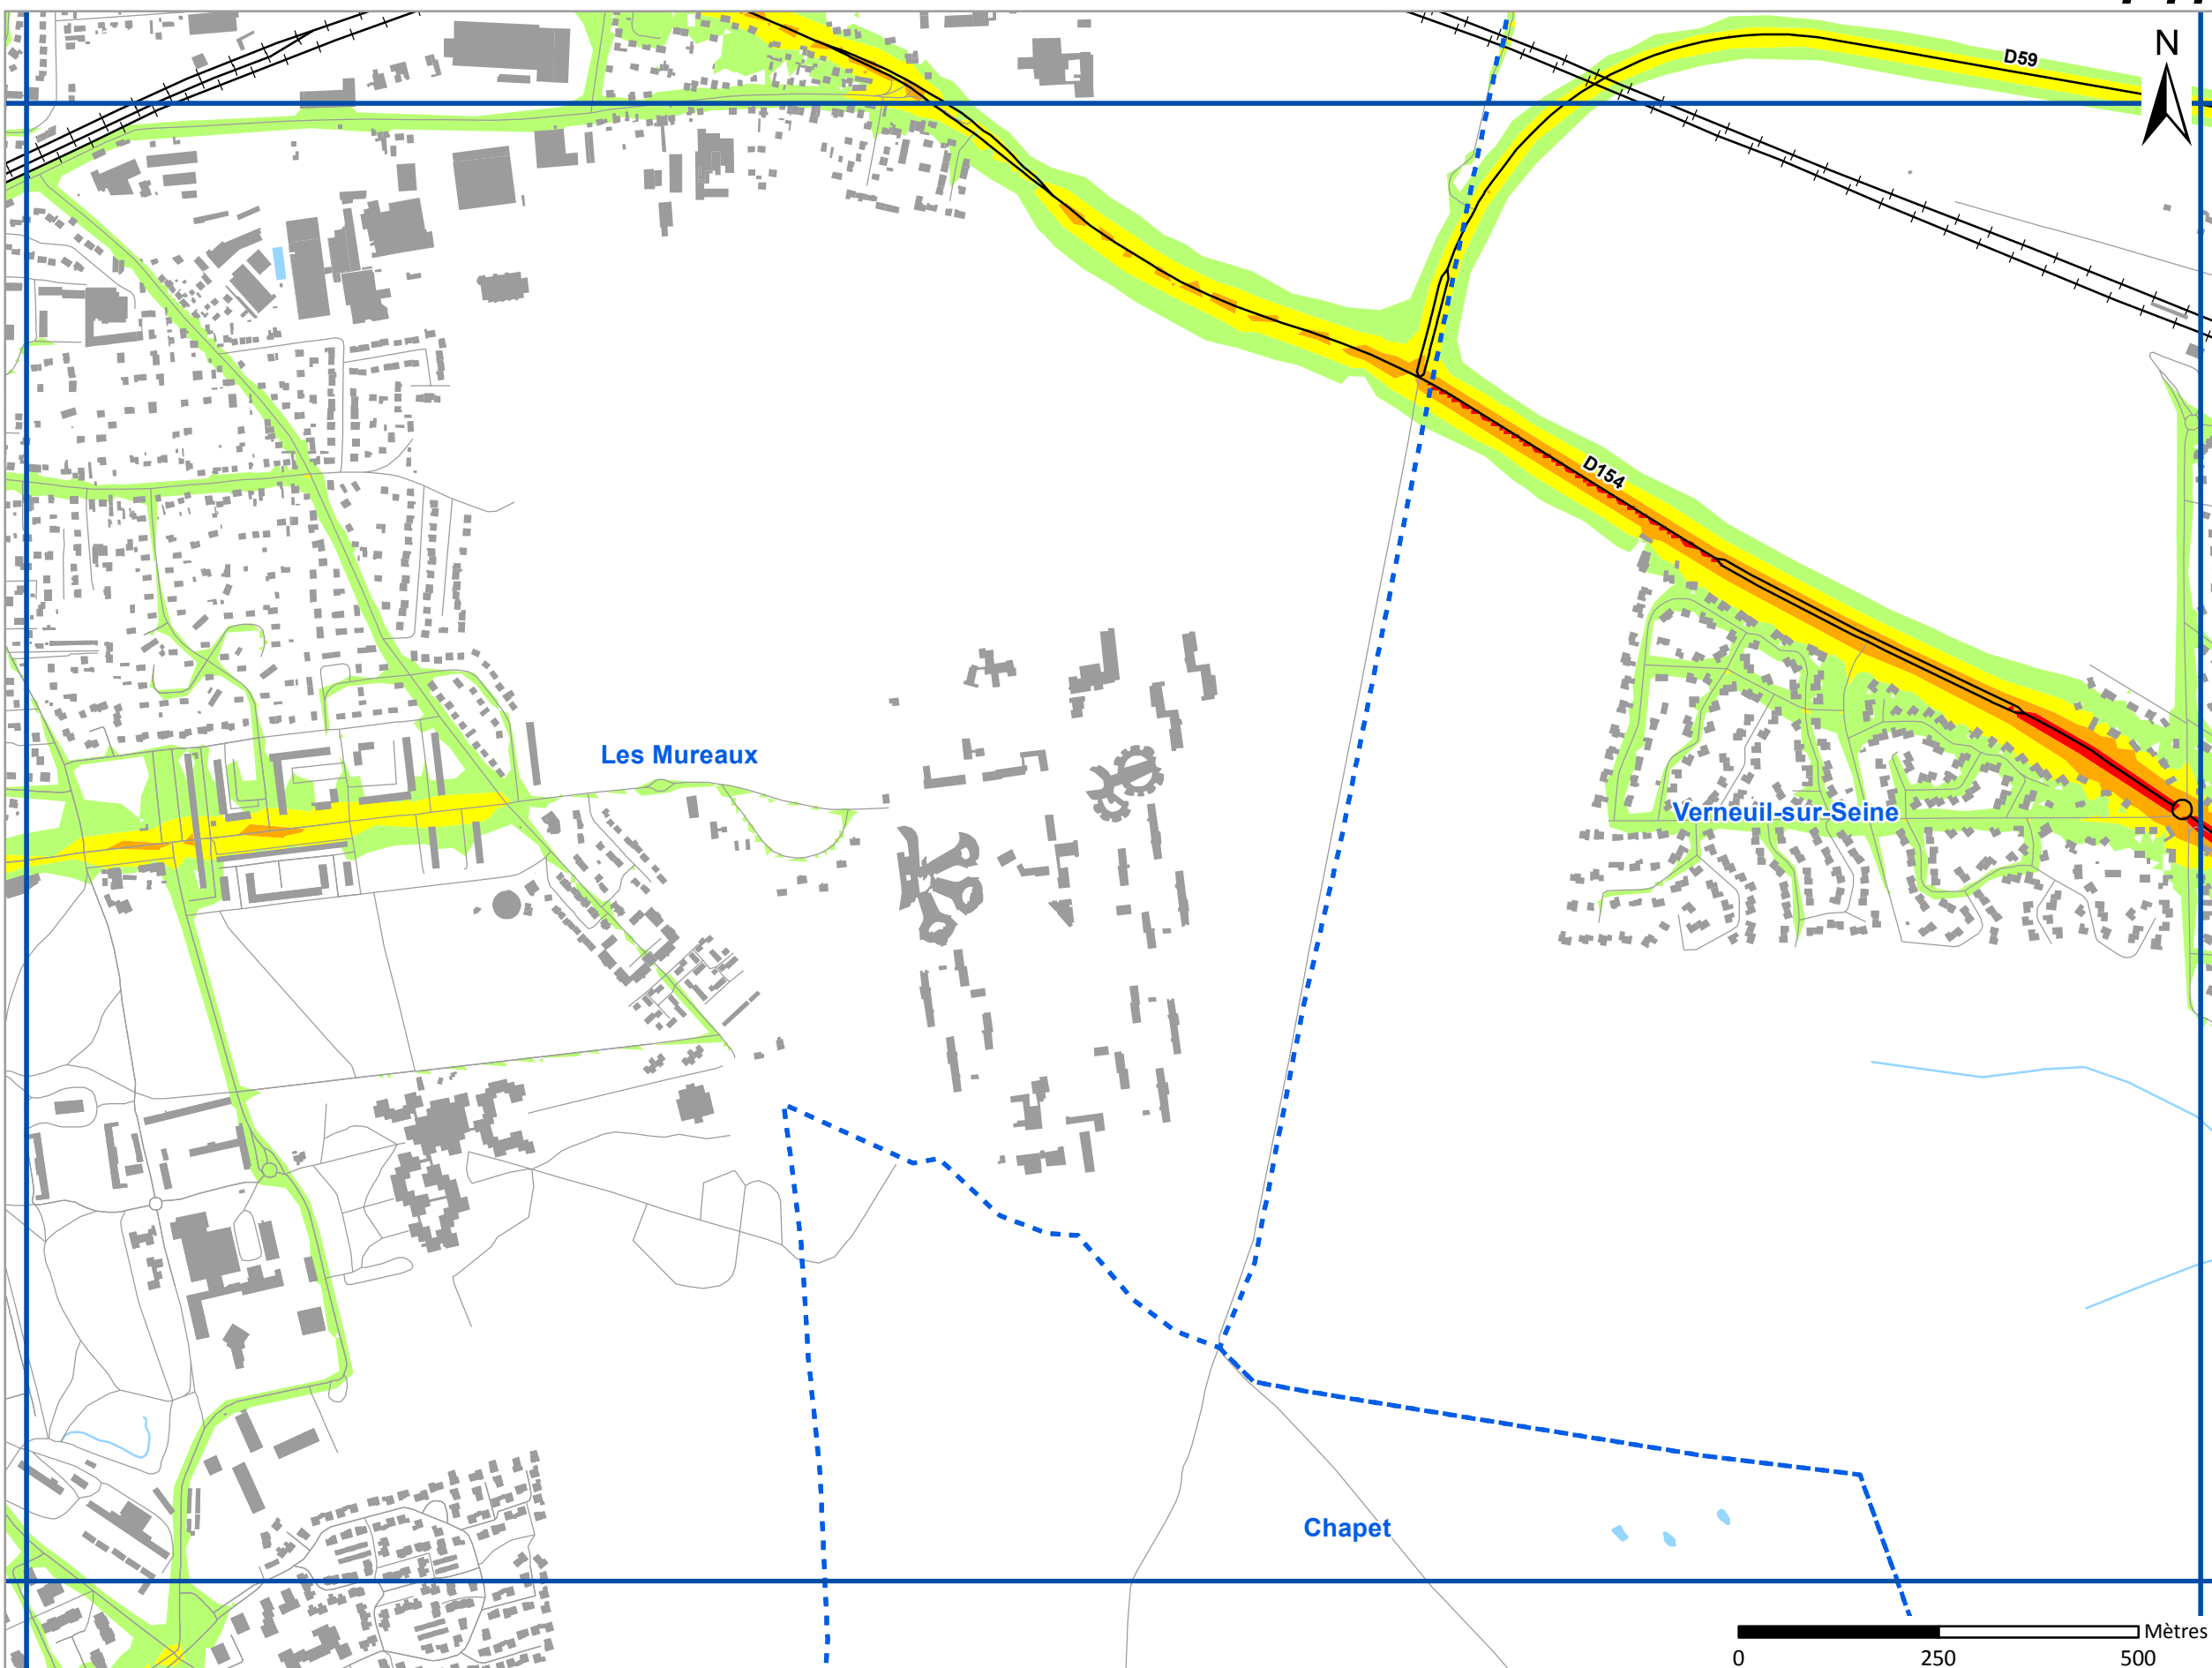 N
D59
D154
Les Mureaux
Verneuil-sur-Seine
Chapet
Mètres
0 250 500